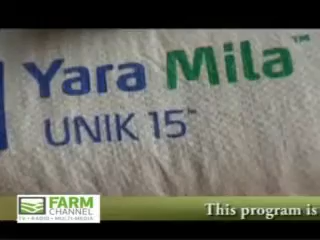 Yara Mila™
UNIK 15™
FARM
CHANNEL
TV • RADIO • MULTI-MEDIA
This program is